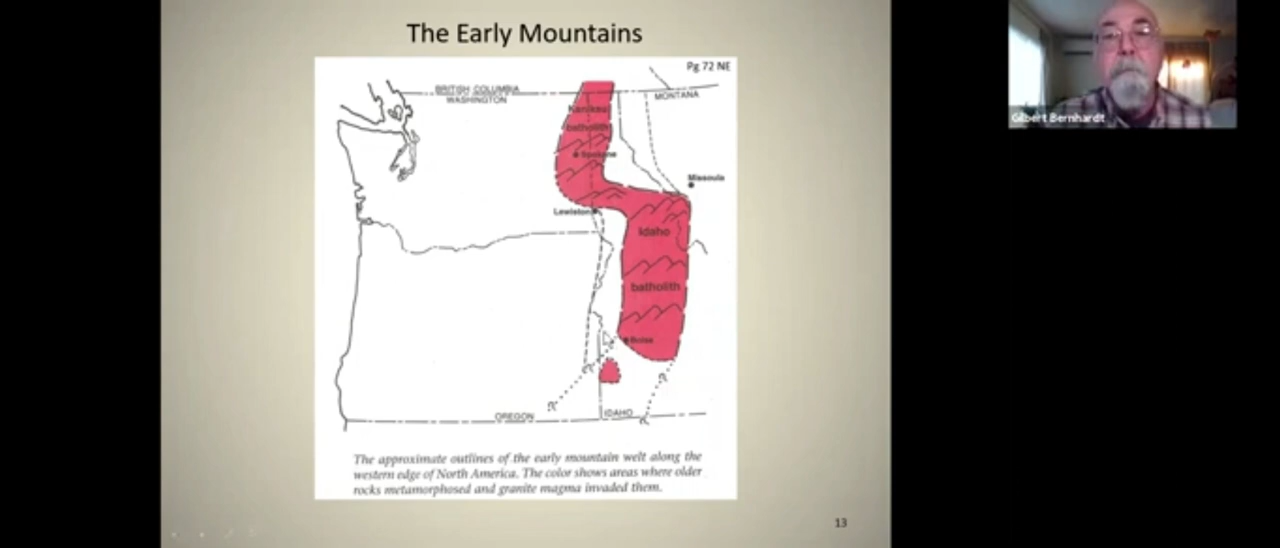 The Early Mountains
Pg 72 NE
BRITISH COLUMBIA
WASHINGTON
MONTANA
Kaniksu
batholith
Spokane
Missoula
Lewiston
Idaho
batholith
Boise
OREGON
IDAHO
The approximate outlines of the early mountain welt along the
western edge of North America. The color shows areas where older
rocks metamorphosed and granite magma invaded them.
13
Gilbert Bernhardt